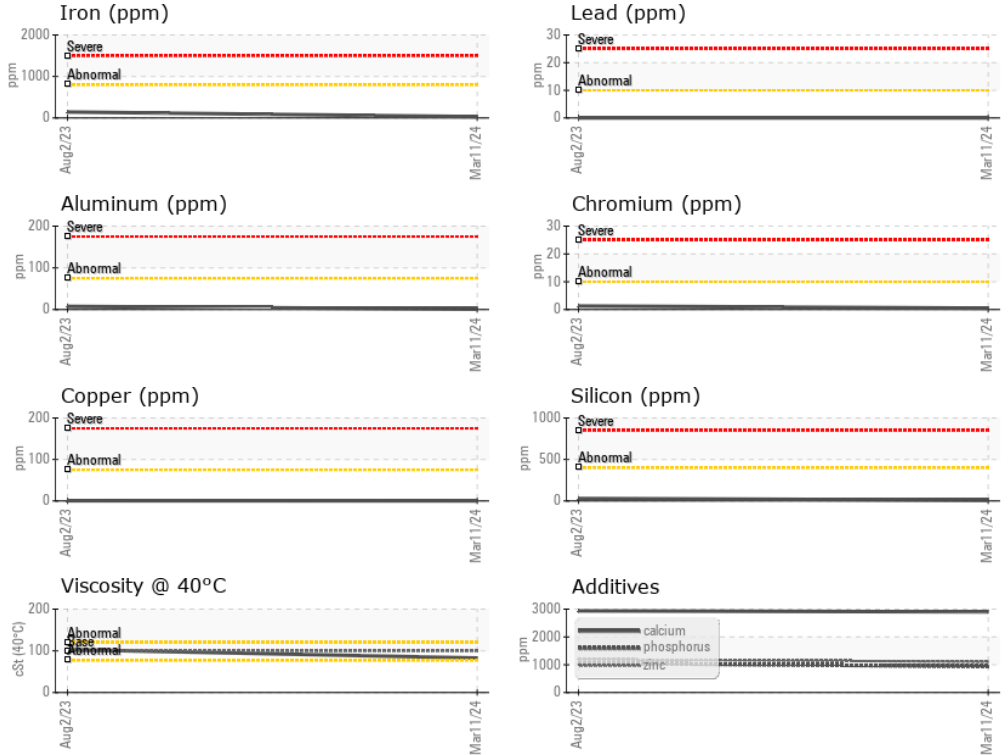 Iron (ppm)
2000
1000
0
ppm
Severe
Abnormal
Aug2/23
Mar11/24
Lead (ppm)
30
20
10
0
ppm
Severe
Abnormal
Aug2/23
Mar11/24
Aluminum (ppm)
200
100
0
ppm
Severe
Abnormal
Aug2/23
Mar11/24
Chromium (ppm)
30
20
10
0
ppm
Severe
Abnormal
Aug2/23
Mar11/24
Copper (ppm)
200
100
0
ppm
Severe
Abnormal
Aug2/23
Mar11/24
Silicon (ppm)
1000
500
0
ppm
Severe
Abnormal
Aug2/23
Mar11/24
Viscosity @ 40°C
200
100
0
cSt (40°C)
Abnormal
Base
Abnormal
Aug2/23
Mar11/24
Additives
3000
2000
1000
0
ppm
calcium
phosphorus
zinc
Aug2/23
Mar11/24